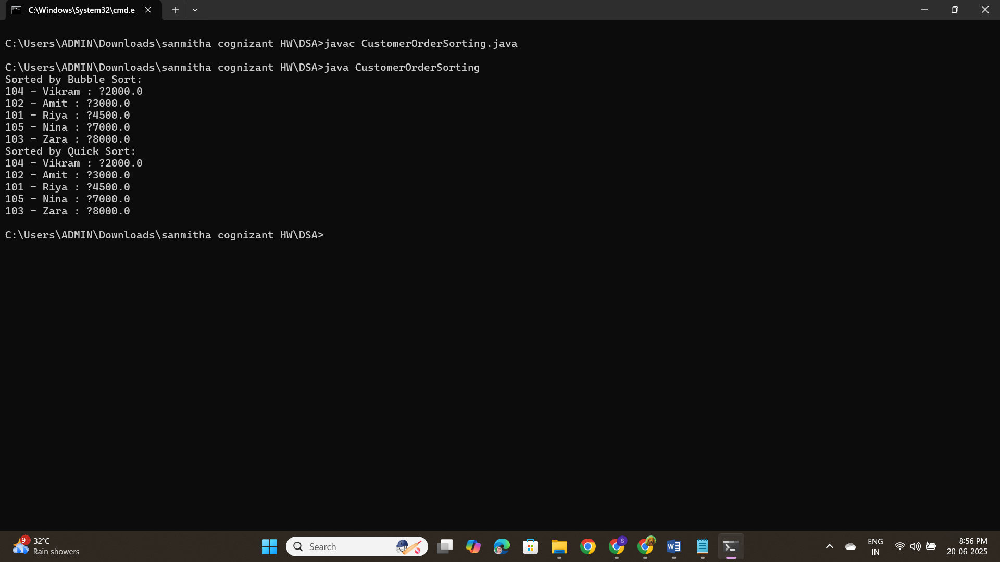 C:\Windows\System32\cmd.e
C:\Users\ADMIN\Downloads\sanmitha cognizant HW\DSA>javac CustomerOrderSorting.java
C:\Users\ADMIN\Downloads\sanmitha cognizant HW\DSA>java CustomerOrderSorting
Sorted by Bubble Sort:
104 - Vikram : ?2000.0
102 - Amit : ?3000.0
101 - Riya : ?4500.0
105 - Nina : ?7000.0
103 - Zara : ?8000.0
Sorted by Quick Sort:
104 - Vikram : ?2000.0
102 - Amit : ?3000.0
101 - Riya : ?4500.0
105 - Nina : ?7000.0
103 - Zara : ?8000.0
C:\Users\ADMIN\Downloads\sanmitha cognizant HW\DSA>
9+
32°C
Rain showers
Search
S
W
ENG
IN
8:56 PM
20-06-2025